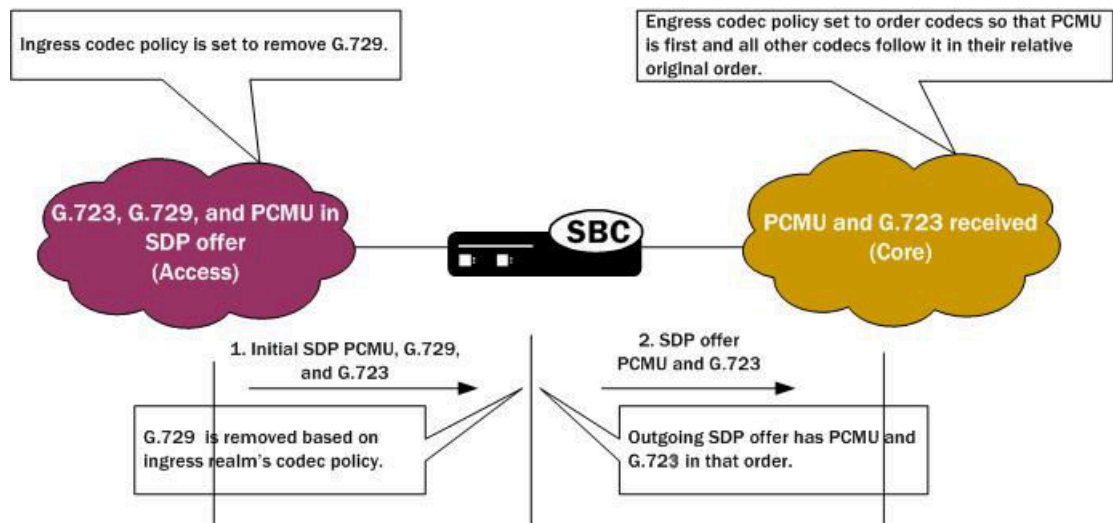 Ingress codec policy is set to remove G.729.
Engress codec policy set to order codecs so that PCMU
is first and all other codecs follow it in their relative
original order.
G.723, G.729, and PCMU in
SDP offer
(Access)
SBC
PCMU and G.723 received
(Core)
1. Initial SDP PCMU, G.729,
and G.723
2. SDP offer
PCMU and G.723
G.729 is removed based on
ingress realm's codec policy.
Outgoing SDP offer has PCMU and
G.723 in that order.